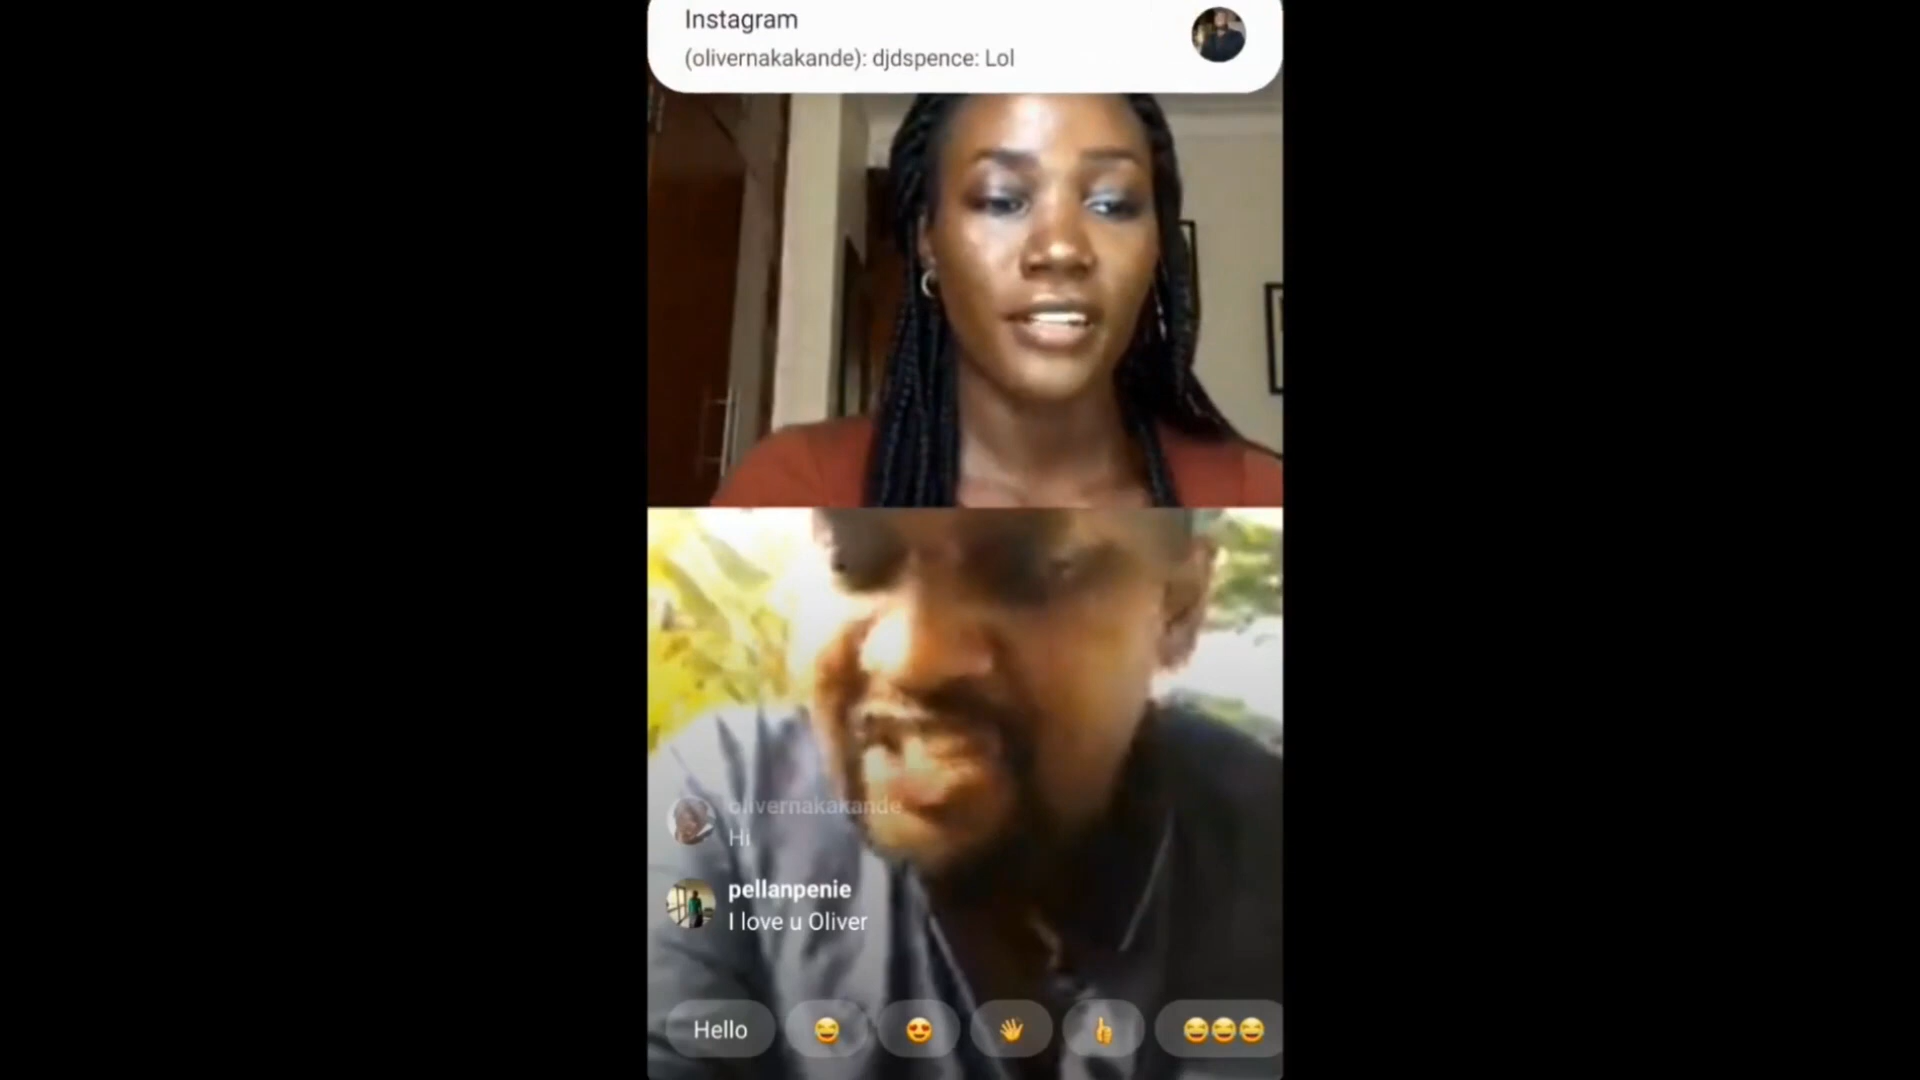 Instagram
(olivernakakande): djdspence: Lol
olivernakakande
Hi
pellanpenie
I love u Oliver
Hello